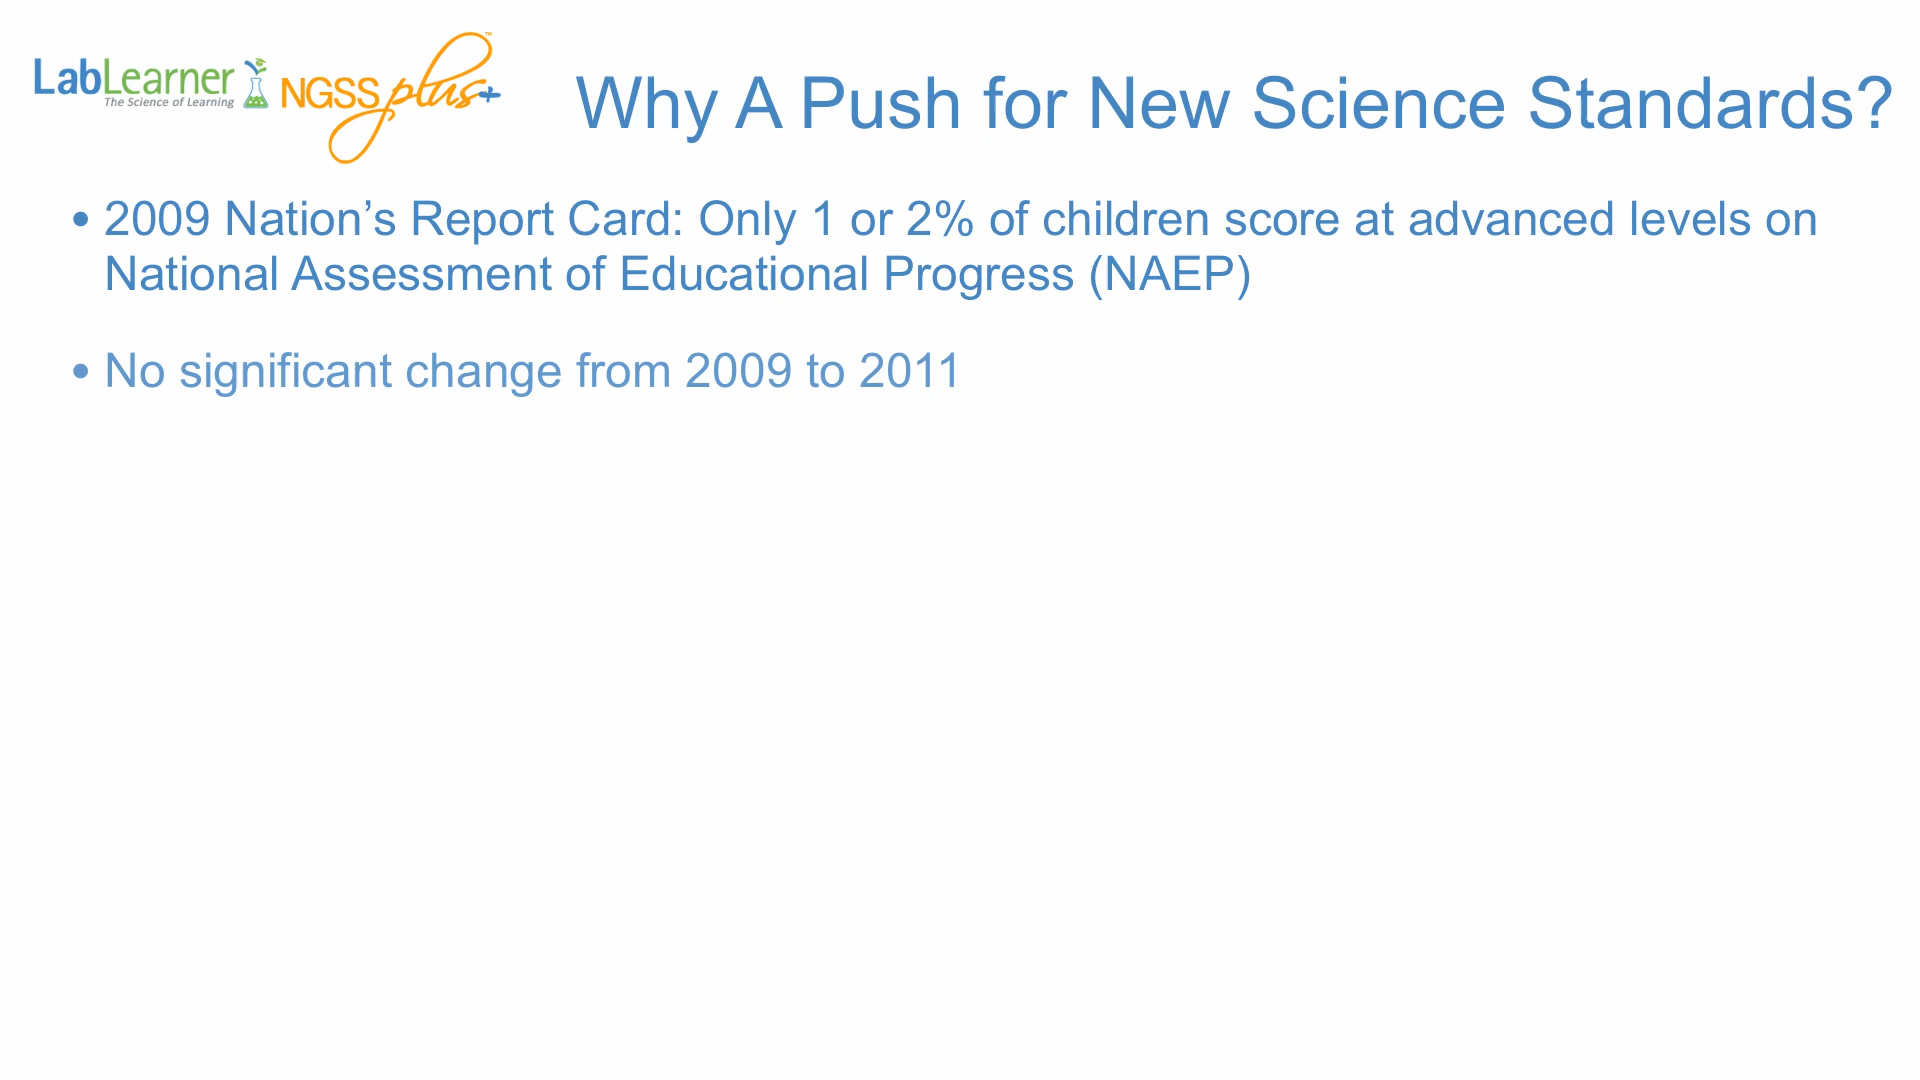 LabLearner
The Science of Learning
NGSS plus+™
Why A Push for New Science Standards?
• 2009 Nation’s Report Card: Only 1 or 2% of children score at advanced levels on
National Assessment of Educational Progress (NAEP)
• No significant change from 2009 to 2011